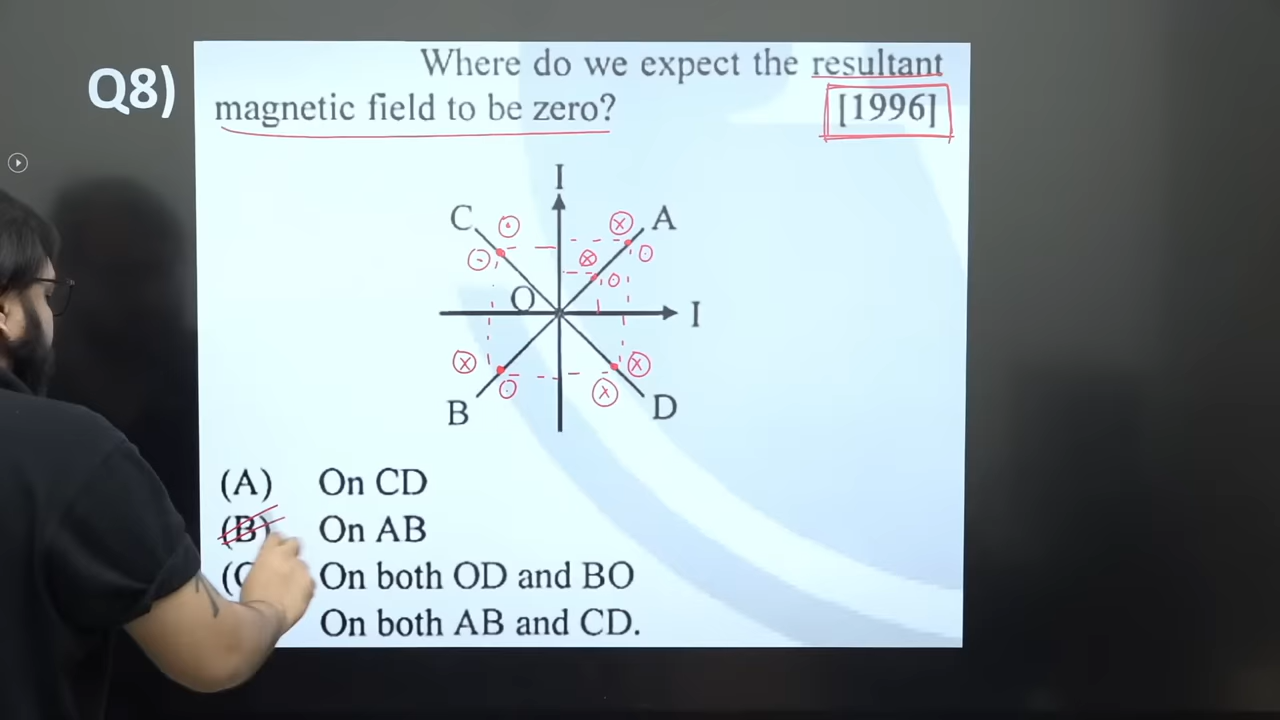 Q8)
Where do we expect the resultant
magnetic field to be zero?
[1996]
I
C
A
O
I
B
D
(A) On CD
(B) On AB
(C On both OD and BO
On both AB and CD.